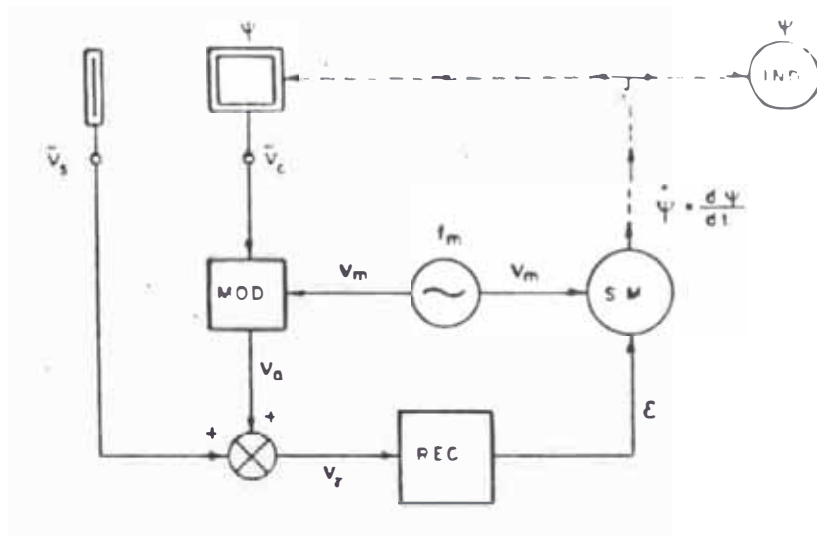 ψ ψ
IND
V̄s V̄c
ψ̇ = dψ/dt
fm
MOD Vm ~ Vm SM
Va
+ +
REC
Vr
ε